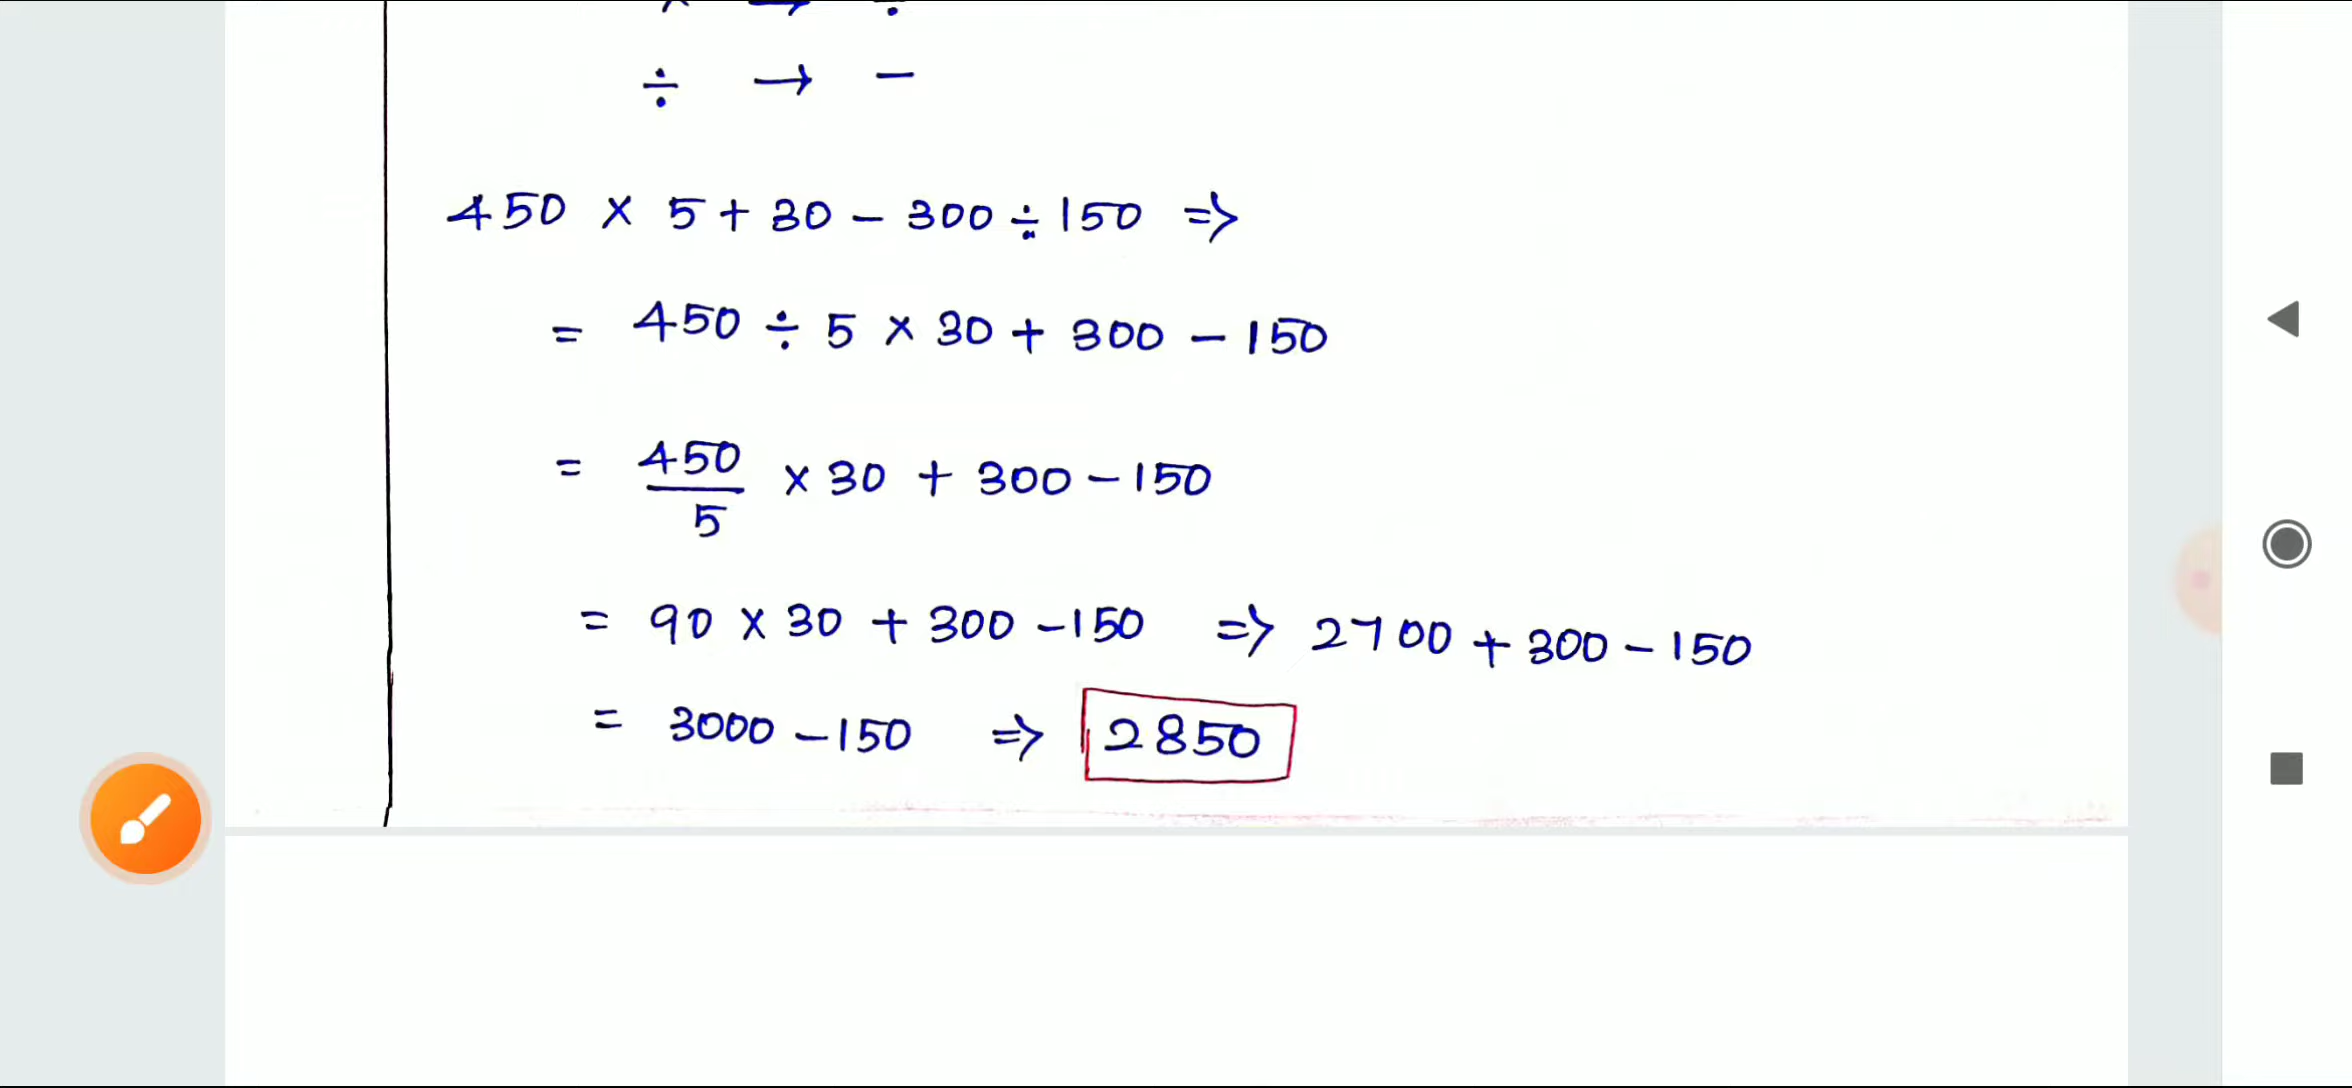 × → ÷
÷ → −
450 × 5 + 30 − 300 ÷ 150 ⇒
= 450 ÷ 5 × 30 + 300 − 150
= 450/5 × 30 + 300 − 150
= 90 × 30 + 300 − 150 ⇒ 2700 + 300 − 150
= 3000 − 150 ⇒ 2850